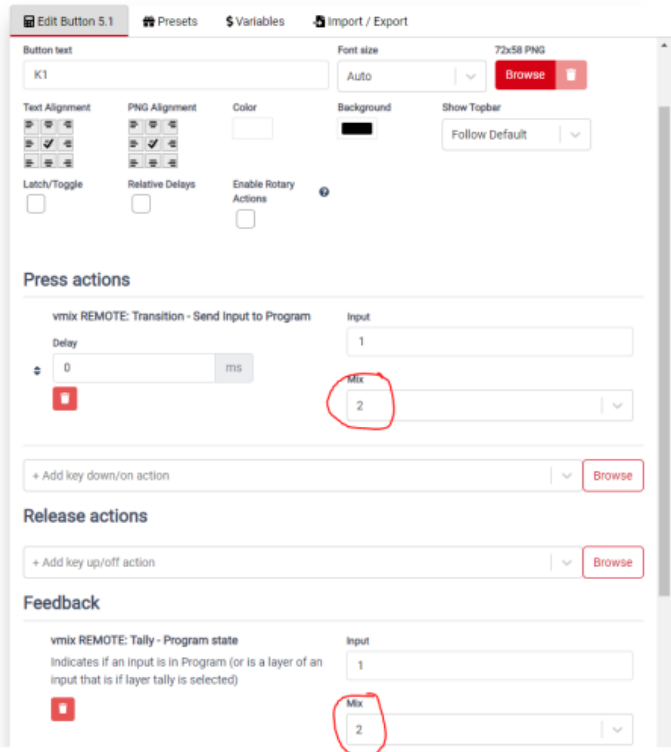 Edit Button 5.1 Presets $ Variables Import / Export
Button text Font size 72x58 PNG
K1 Auto Browse
Text Alignment PNG Alignment Color Background Show Topbar
Follow Default
Latch/Toggle Relative Delays Enable Rotary
Actions
Press actions
vmix REMOTE: Transition - Send Input to Program Input
1
Delay
0 ms
Mix
2
+ Add key down/on action Browse
Release actions
+ Add key up/off action Browse
Feedback
vmix REMOTE: Tally - Program state Input
Indicates if an input is in Program (or is a layer of an 1
input that is if layer tally is selected)
Mix
2